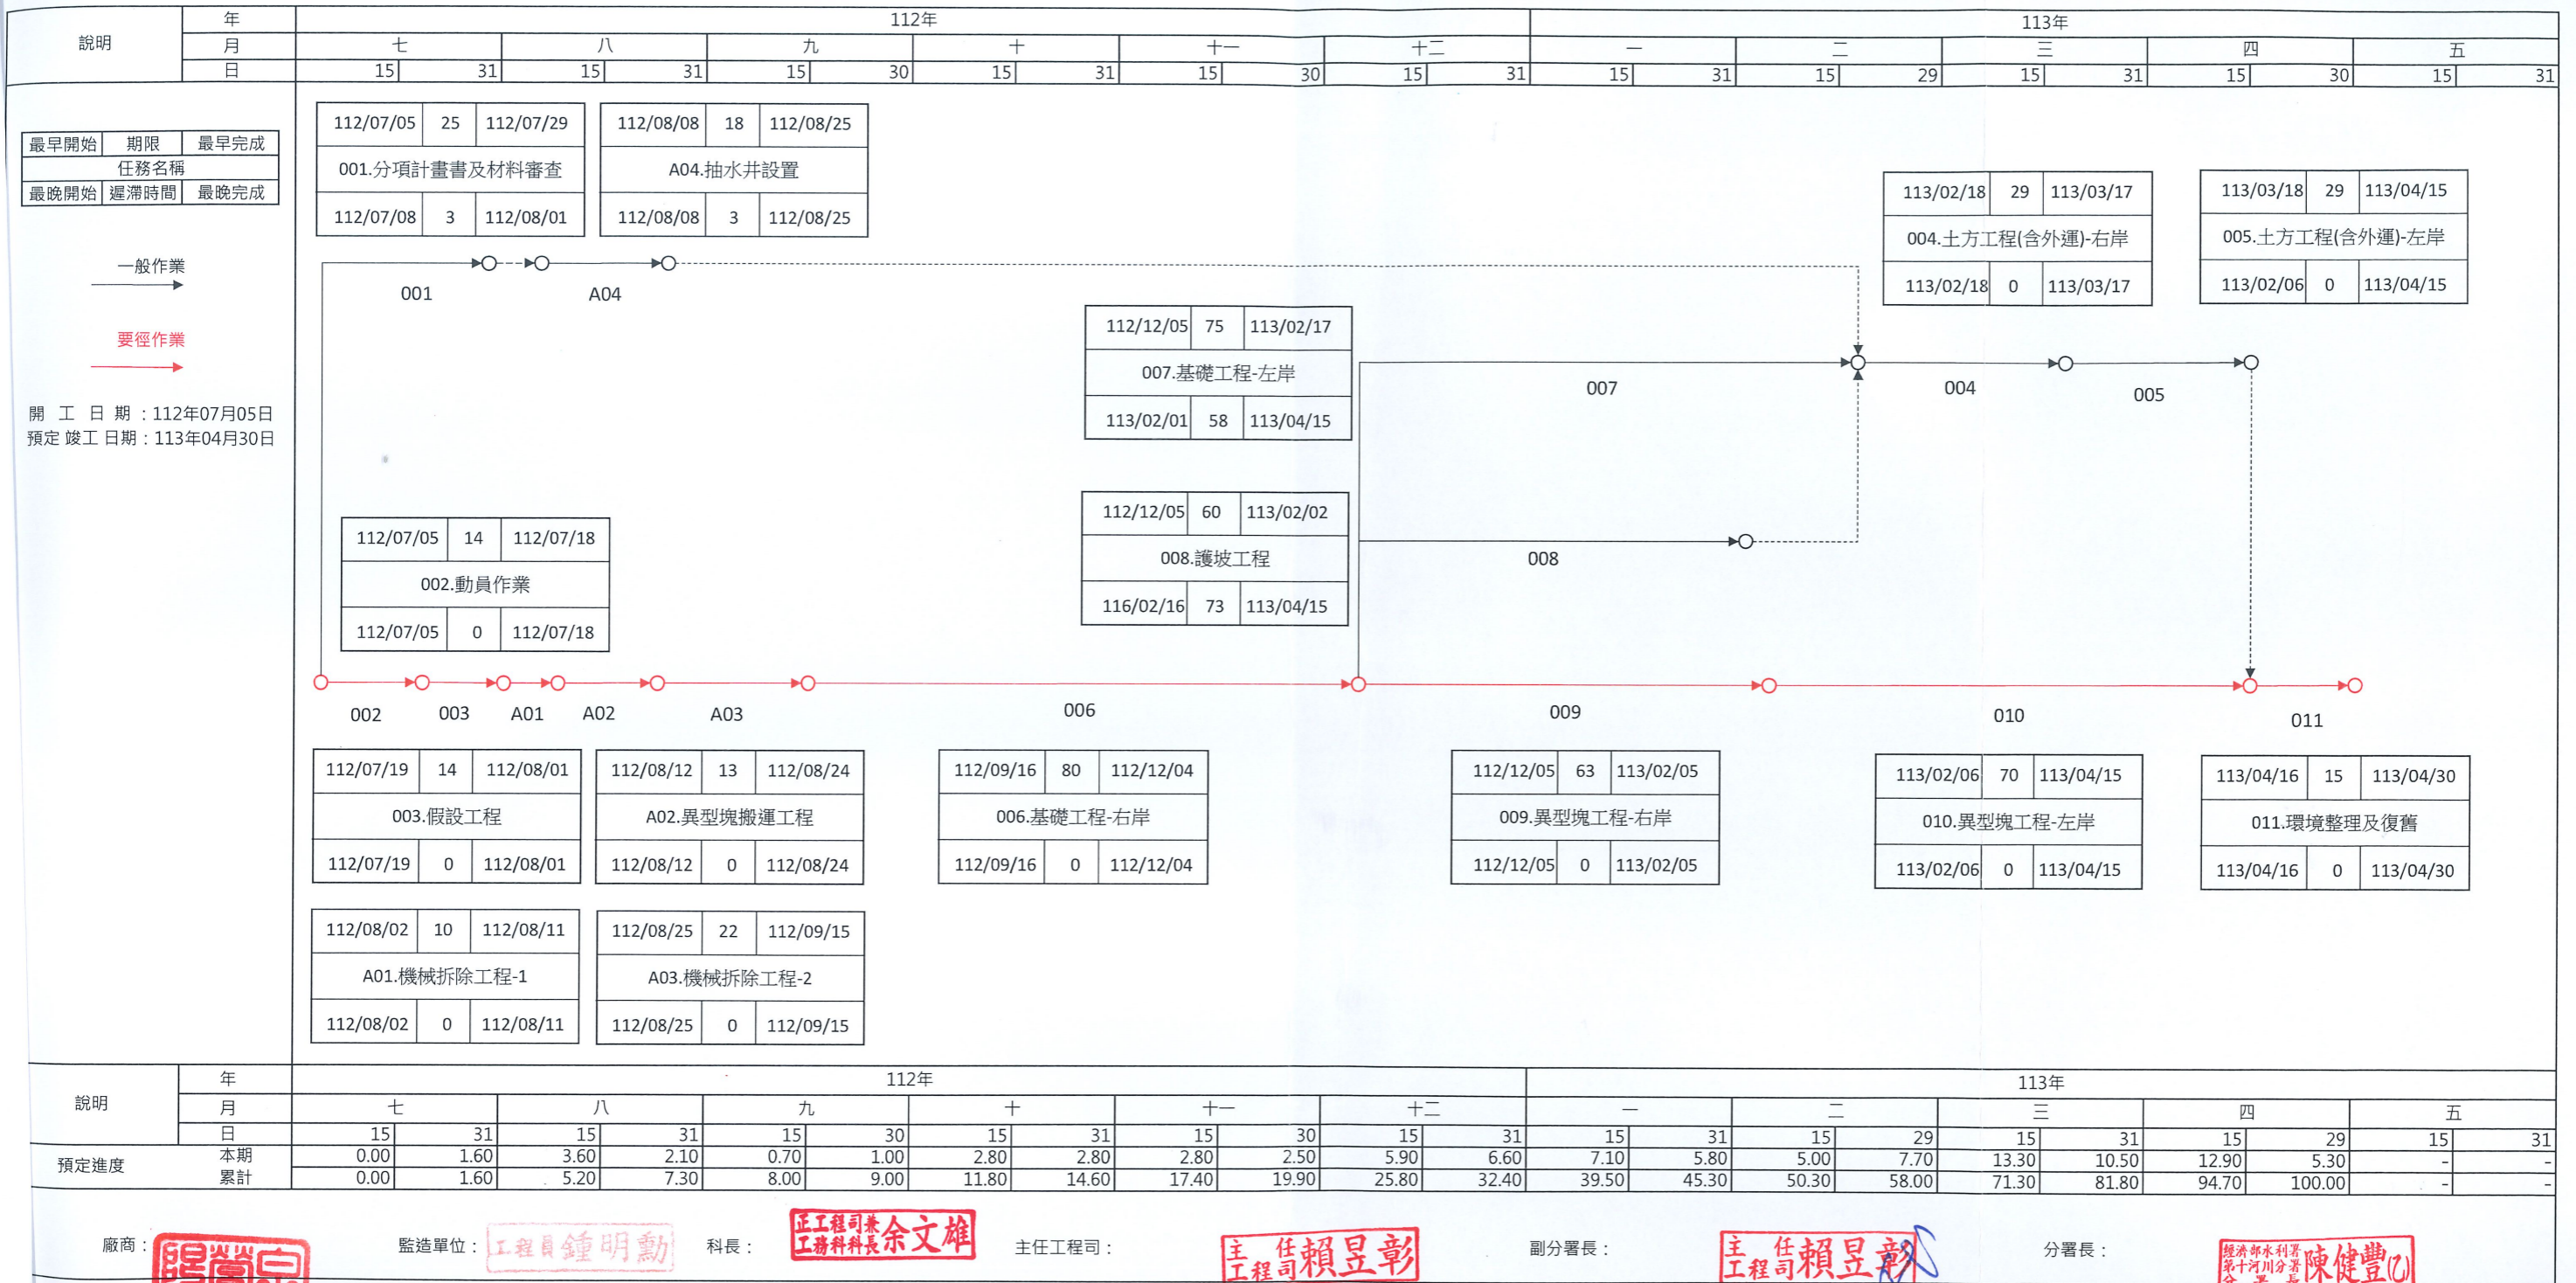 說明 年 112年 113年
月 七 八 九 十 十一 十二 一 二 三 四 五
日 15 31 15 31 15 30 15 31 15 30 15 31 15 31 15 29 15 31 15 30 15 31
最早開始 期限 最早完成
任務名稱
最晚開始 遲滯時間 最晚完成
一般作業
要徑作業
開工日期:112年07月05日
預定竣工日期:113年04月30日
112/07/05 25 112/07/29
001.分項計畫書及材料審查
112/07/08 3 112/08/01
112/08/08 18 112/08/25
A04.抽水井設置
112/08/08 3 112/08/25
113/02/18 29 113/03/17
004.土方工程(含外運)-右岸
113/02/18 0 113/03/17
113/03/18 29 113/04/15
005.土方工程(含外運)-左岸
113/02/06 0 113/04/15
001 A04
112/12/05 75 113/02/17
007.基礎工程-左岸
113/02/01 58 113/04/15
007 004 005
112/12/05 60 113/02/02
008.護坡工程
116/02/16 73 113/04/15
008
112/07/05 14 112/07/18
002.動員作業
112/07/05 0 112/07/18
002 003 A01 A02 A03 006 009 010 011
112/07/19 14 112/08/01
003.假設工程
112/07/19 0 112/08/01
112/08/12 13 112/08/24
A02.異型塊搬運工程
112/08/12 0 112/08/24
112/09/16 80 112/12/04
006.基礎工程-右岸
112/09/16 0 112/12/04
112/12/05 63 113/02/05
009.異型塊工程-右岸
112/12/05 0 113/02/05
113/02/06 70 113/04/15
010.異型塊工程-左岸
113/02/06 0 113/04/15
113/04/16 15 113/04/30
011.環境整理及復舊
113/04/16 0 113/04/30
112/08/02 10 112/08/11
A01.機械拆除工程-1
112/08/02 0 112/08/11
112/08/25 22 112/09/15
A03.機械拆除工程-2
112/08/25 0 112/09/15
說明 年 112年 113年
月 七 八 九 十 十一 十二 一 二 三 四 五
日 15 31 15 31 15 30 15 31 15 30 15 31 15 31 15 29 15 31 15 29 15 31
預定進度 本期 0.00 1.60 3.60 2.10 0.70 1.00 2.80 2.80 2.80 2.50 5.90 6.60 7.10 5.80 5.00 7.70 13.30 10.50 12.90 5.30 - -
累計 0.00 1.60 5.20 7.30 8.00 9.00 11.80 14.60 17.40 19.90 25.80 32.40 39.50 45.30 50.30 58.00 71.30 81.80 94.70 100.00 - -
廠商: 監造單位: 工程員鍾明勳 科長: 正工程司兼工務科科長余文雄 主任工程司: 主任工程司賴昱彰 副分署長: 主任工程司賴昱彰 分署長: 經濟部水利署第十河川分署分署長陳健豐(乙)